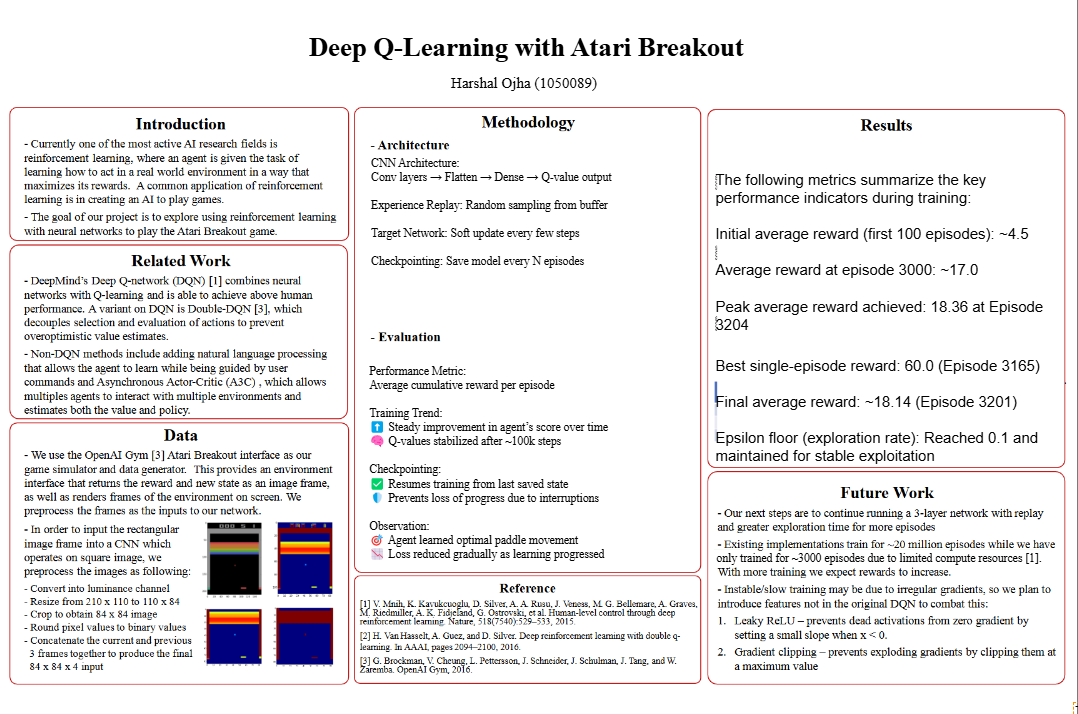 Deep Q-Learning with Atari Breakout
Harshal Ojha (1050089)
Introduction
- Currently one of the most active AI research fields is
reinforcement learning, where an agent is given the task of
learning how to act in a real world environment in a way that
maximizes its rewards. A common application of reinforcement
learning is in creating an AI to play games.
- The goal of our project is to explore using reinforcement learning
with neural networks to play the Atari Breakout game.
Related Work
- DeepMind's Deep Q-network (DQN) [1] combines neural
networks with Q-learning and is able to achieve above human
performance. A variant on DQN is Double-DQN [3], which
decouples selection and evaluation of actions to prevent
overoptimistic value estimates.
- Non-DQN methods include adding natural language processing
that allows the agent to learn while being guided by user
commands and Asynchronous Actor-Critic (A3C) , which allows
multiples agents to interact with multiple environments and
estimates both the value and policy.
Data
- We use the OpenAI Gym [3] Atari Breakout interface as our
game simulator and data generator. This provides an environment
interface that returns the reward and new state as an image frame,
as well as renders frames of the environment on screen. We
preprocess the frames as the inputs to our network.
- In order to input the rectangular
image frame into a CNN which
operates on square image, we
preprocess the images as following:
- Convert into luminance channel
- Resize from 210 x 110 to 110 x 84
- Crop to obtain 84 x 84 image
- Round pixel values to binary values
- Concatenate the current and previous
3 frames together to produce the final
84 x 84 x 4 input
Methodology
- Architecture
CNN Architecture:
Conv layers → Flatten → Dense → Q-value output
Experience Replay: Random sampling from buffer
Target Network: Soft update every few steps
Checkpointing: Save model every N episodes
- Evaluation
Performance Metric:
Average cumulative reward per episode
Training Trend:
⬆️ Steady improvement in agent's score over time
🧠 Q-values stabilized after ~100k steps
Checkpointing:
✅ Resumes training from last saved state
🛡️ Prevents loss of progress due to interruptions
Observation:
🎯 Agent learned optimal paddle movement
📉 Loss reduced gradually as learning progressed
Reference
[1] V. Mnih, K. Kavukcuoglu, D. Silver, A. A. Rusu, J. Veness, M. G. Bellemare, A. Graves,
M. Riedmiller, A. K. Fidjeland, G. Ostrovski, et al. Human-level control through deep
reinforcement learning. Nature, 518(7540):529–533, 2015.
[2] H. Van Hasselt, A. Guez, and D. Silver. Deep reinforcement learning with double q-
learning. In AAAI, pages 2094–2100, 2016.
[3] G. Brockman, V. Cheung, L. Pettersson, J. Schneider, J. Schulman, J. Tang, and W.
Zaremba. OpenAI Gym, 2016.
Results
The following metrics summarize the key
performance indicators during training:
Initial average reward (first 100 episodes): ~4.5
Average reward at episode 3000: ~17.0
Peak average reward achieved: 18.36 at Episode
3204
Best single-episode reward: 60.0 (Episode 3165)
Final average reward: ~18.14 (Episode 3201)
Epsilon floor (exploration rate): Reached 0.1 and
maintained for stable exploitation
Future Work
- Our next steps are to continue running a 3-layer network with replay
and greater exploration time for more episodes
- Existing implementations train for ~20 million episodes while we have
only trained for ~3000 episodes due to limited compute resources [1].
With more training we expect rewards to increase.
- Instable/slow training may be due to irregular gradients, so we plan to
introduce features not in the original DQN to combat this:
1. Leaky ReLU – prevents dead activations from zero gradient by
setting a small slope when x < 0.
2. Gradient clipping – prevents exploding gradients by clipping them at
a maximum value